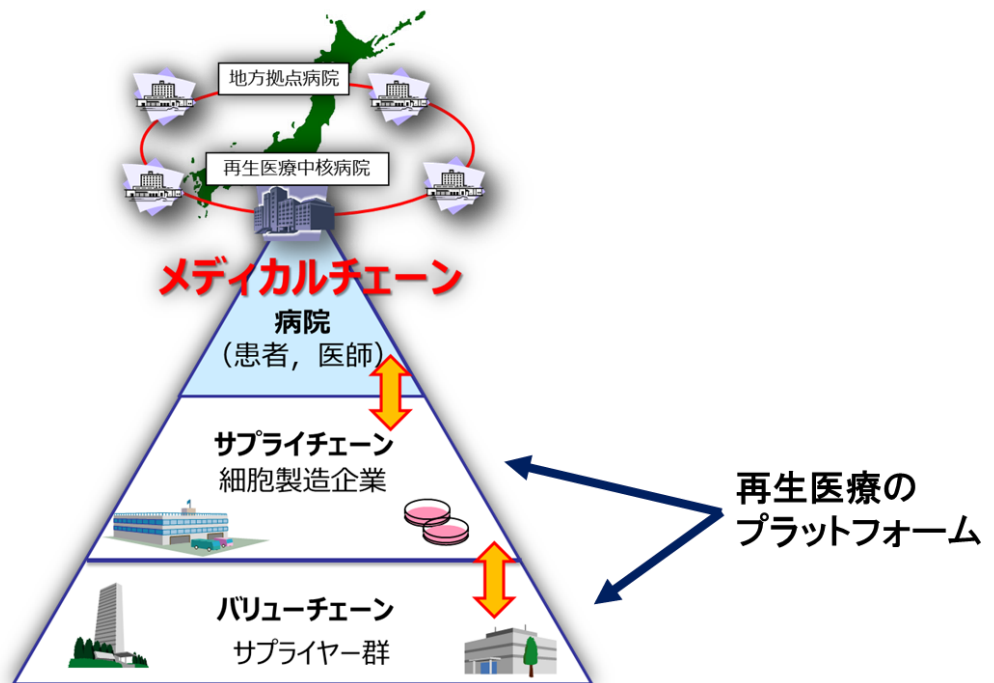 地方拠点病院
再生医療中核病院
メディカルチェーン
病院
（患者，医師）
サプライチェーン
細胞製造企業
再生医療の
プラットフォーム
バリューチェーン
サプライヤー群